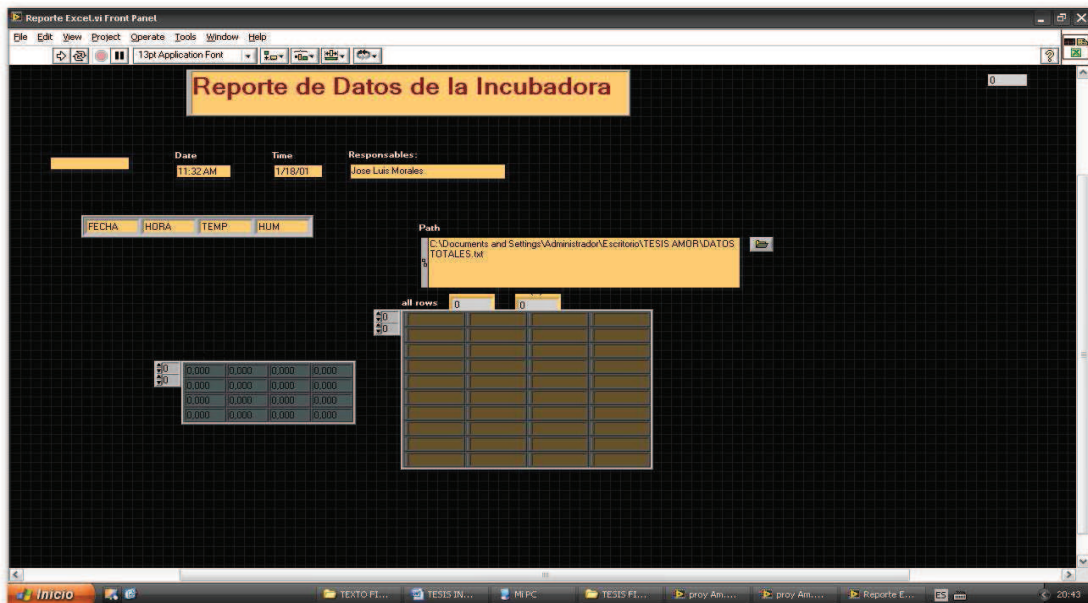 Reporte Excel.vi Front Panel
File Edit View Project Operate Tools Window Help
13pt Application Font
?
Reporte de Datos de la Incubadora
0
Date Time Responsables:
11:32 AM 1/18/01 Jose Luis Morales
FECHA HORA TEMP HUM
Path
C:\Documents and Settings\Administrador\Escritorio\TESIS AMOR\DATOS
TOTALES.txt
all rows 0 0
0
0
0 0,000 0,000 0,000 0,000
0 0,000 0,000 0,000 0,000
0,000 0,000 0,000 0,000
0,000 0,000 0,000 0,000
Inicio TEXTO FI... TESIS IN... Mi PC TESIS FI... proy Am.... proy Am.... Reporte E... ES 20:43